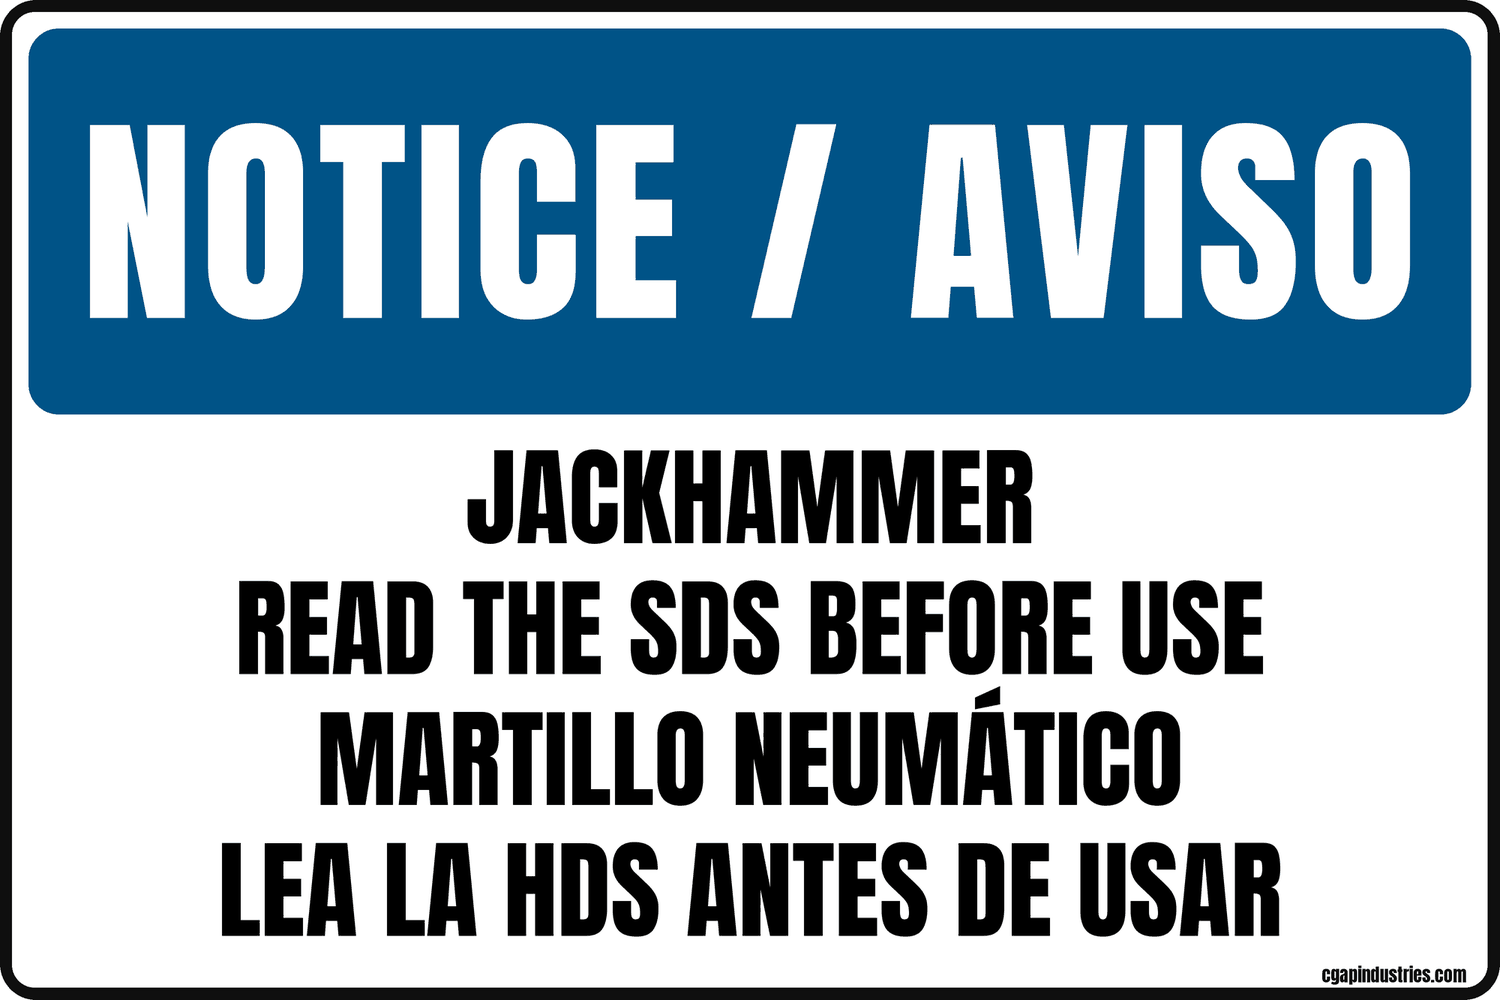 NOTICE / AVISO
JACKHAMMER
READ THE SDS BEFORE USE
MARTILLO NEUMÁTICO
LEA LA HDS ANTES DE USAR
cgapindustries.com